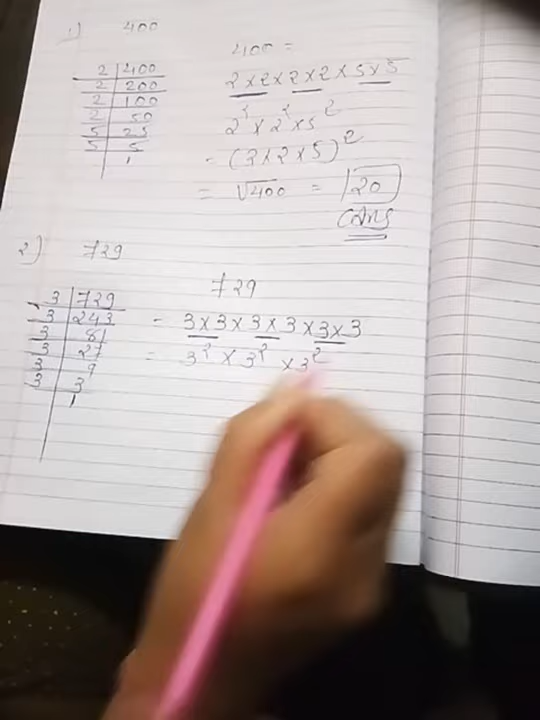 1) 400
2 | 400
2 | 200
2 | 100
2 | 50
5 | 25
5 | 5
1
400 =
2 × 2 × 2 × 2 × 5 × 5
2² × 2² × 5²
= (2 × 2 × 5)²
= √400 = 20
Ans
2) 729
3 | 729
3 | 243
3 | 81
3 | 27
3 | 9
3 | 3
1
729
= 3 × 3 × 3 × 3 × 3 × 3
= 3² × 3² × 3²